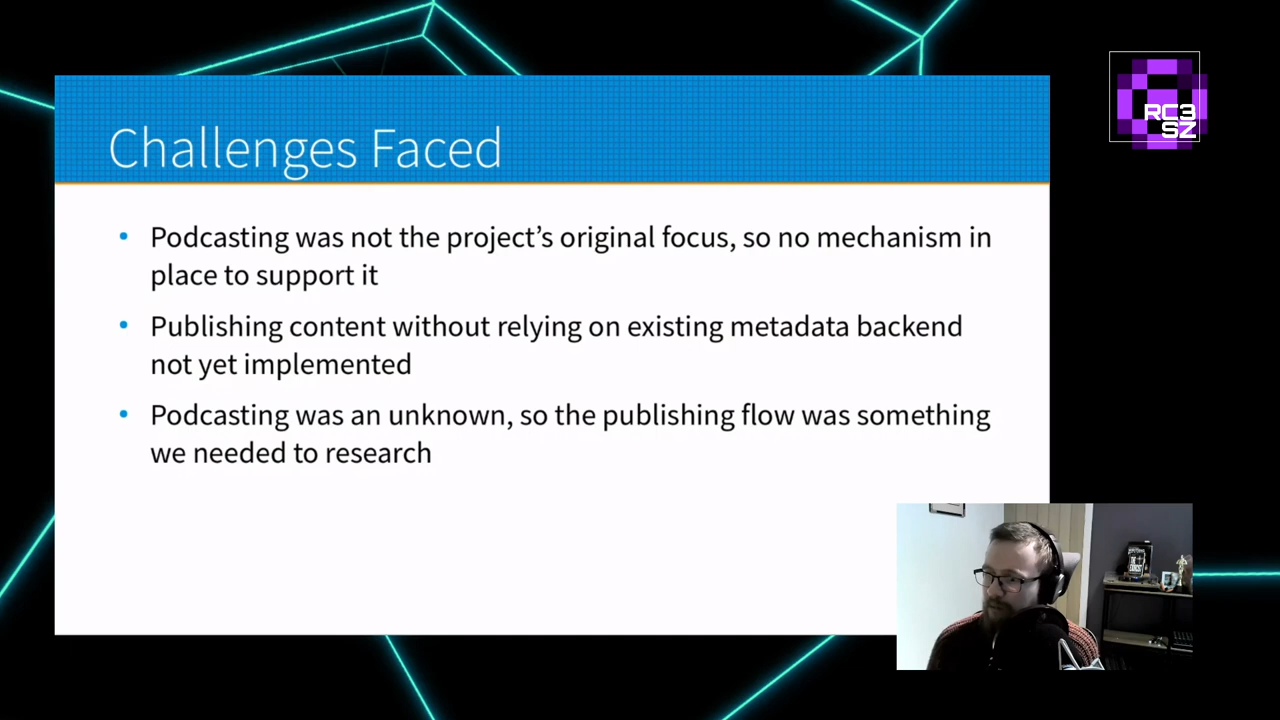 Challenges Faced
Podcasting was not the project’s original focus, so no mechanism in
place to support it
Publishing content without relying on existing metadata backend
not yet implemented
Podcasting was an unknown, so the publishing flow was something
we needed to research
RC3
SZ